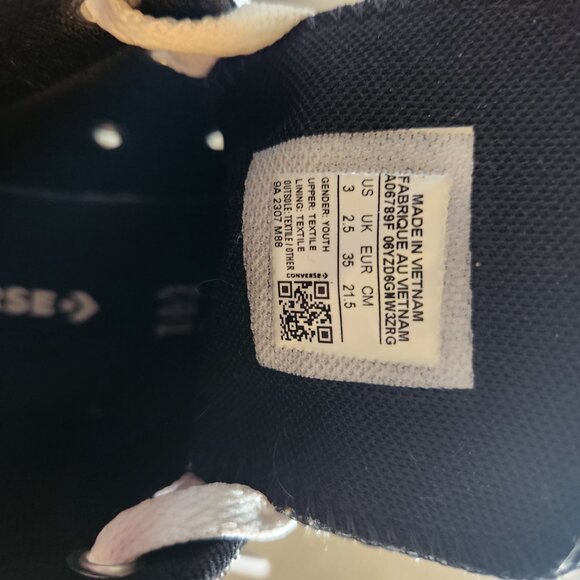 MADE IN VIETNAM
FABRIQUE AU VIETNAM
A06789F 06YZD6GNW3ZRG
US UK EUR CM
3 2.5 35 21.5
GENDER: YOUTH
UPPER: TEXTILE
LINING: TEXTILE
OUTSOLE: TEXTILE / OTHER
9A 2307 M88
CONVERSE
RSE